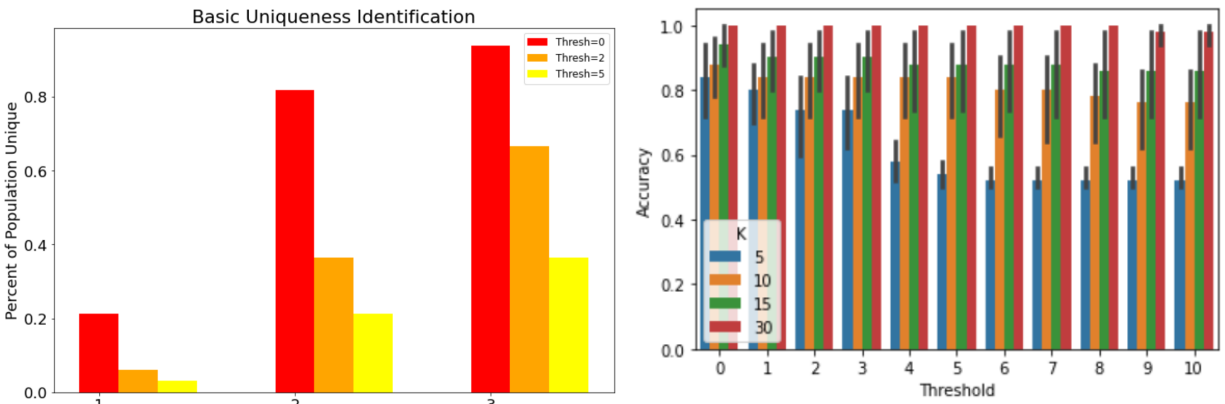 Basic Uniqueness Identification
Percent of Population Unique
0.8
0.6
0.4
0.2
0.0
Thresh=0
Thresh=2
Thresh=5
1
2
3
Accuracy
1.0
0.8
0.6
0.4
0.2
0.0
K
5
10
15
30
0 1 2 3 4 5 6 7 8 9 10
Threshold